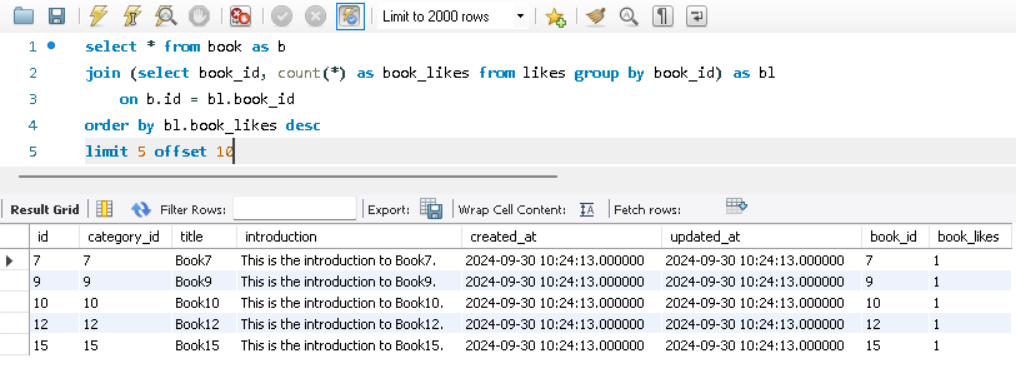 Limit to 2000 rows
1 select * from book as b
2 join (select book_id, count(*) as book_likes from likes group by book_id) as bl
3 on b.id = bl.book_id
4 order by bl.book_likes desc
5 limit 5 offset 10
Result Grid Filter Rows: Export: Wrap Cell Content: Fetch rows:
id category_id title introduction created_at updated_at book_id book_likes
7 7 Book7 This is the introduction to Book7. 2024-09-30 10:24:13.000000 2024-09-30 10:24:13.000000 7 1
9 9 Book9 This is the introduction to Book9. 2024-09-30 10:24:13.000000 2024-09-30 10:24:13.000000 9 1
10 10 Book10 This is the introduction to Book10. 2024-09-30 10:24:13.000000 2024-09-30 10:24:13.000000 10 1
12 12 Book12 This is the introduction to Book12. 2024-09-30 10:24:13.000000 2024-09-30 10:24:13.000000 12 1
15 15 Book15 This is the introduction to Book15. 2024-09-30 10:24:13.000000 2024-09-30 10:24:13.000000 15 1